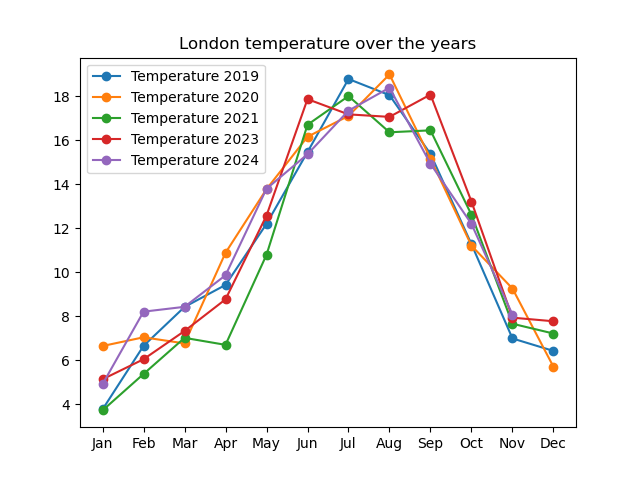 London temperature over the years
Temperature 2019
Temperature 2020
Temperature 2021
Temperature 2023
Temperature 2024
18
16
14
12
10
8
6
4
Jan Feb Mar Apr May Jun Jul Aug Sep Oct Nov Dec